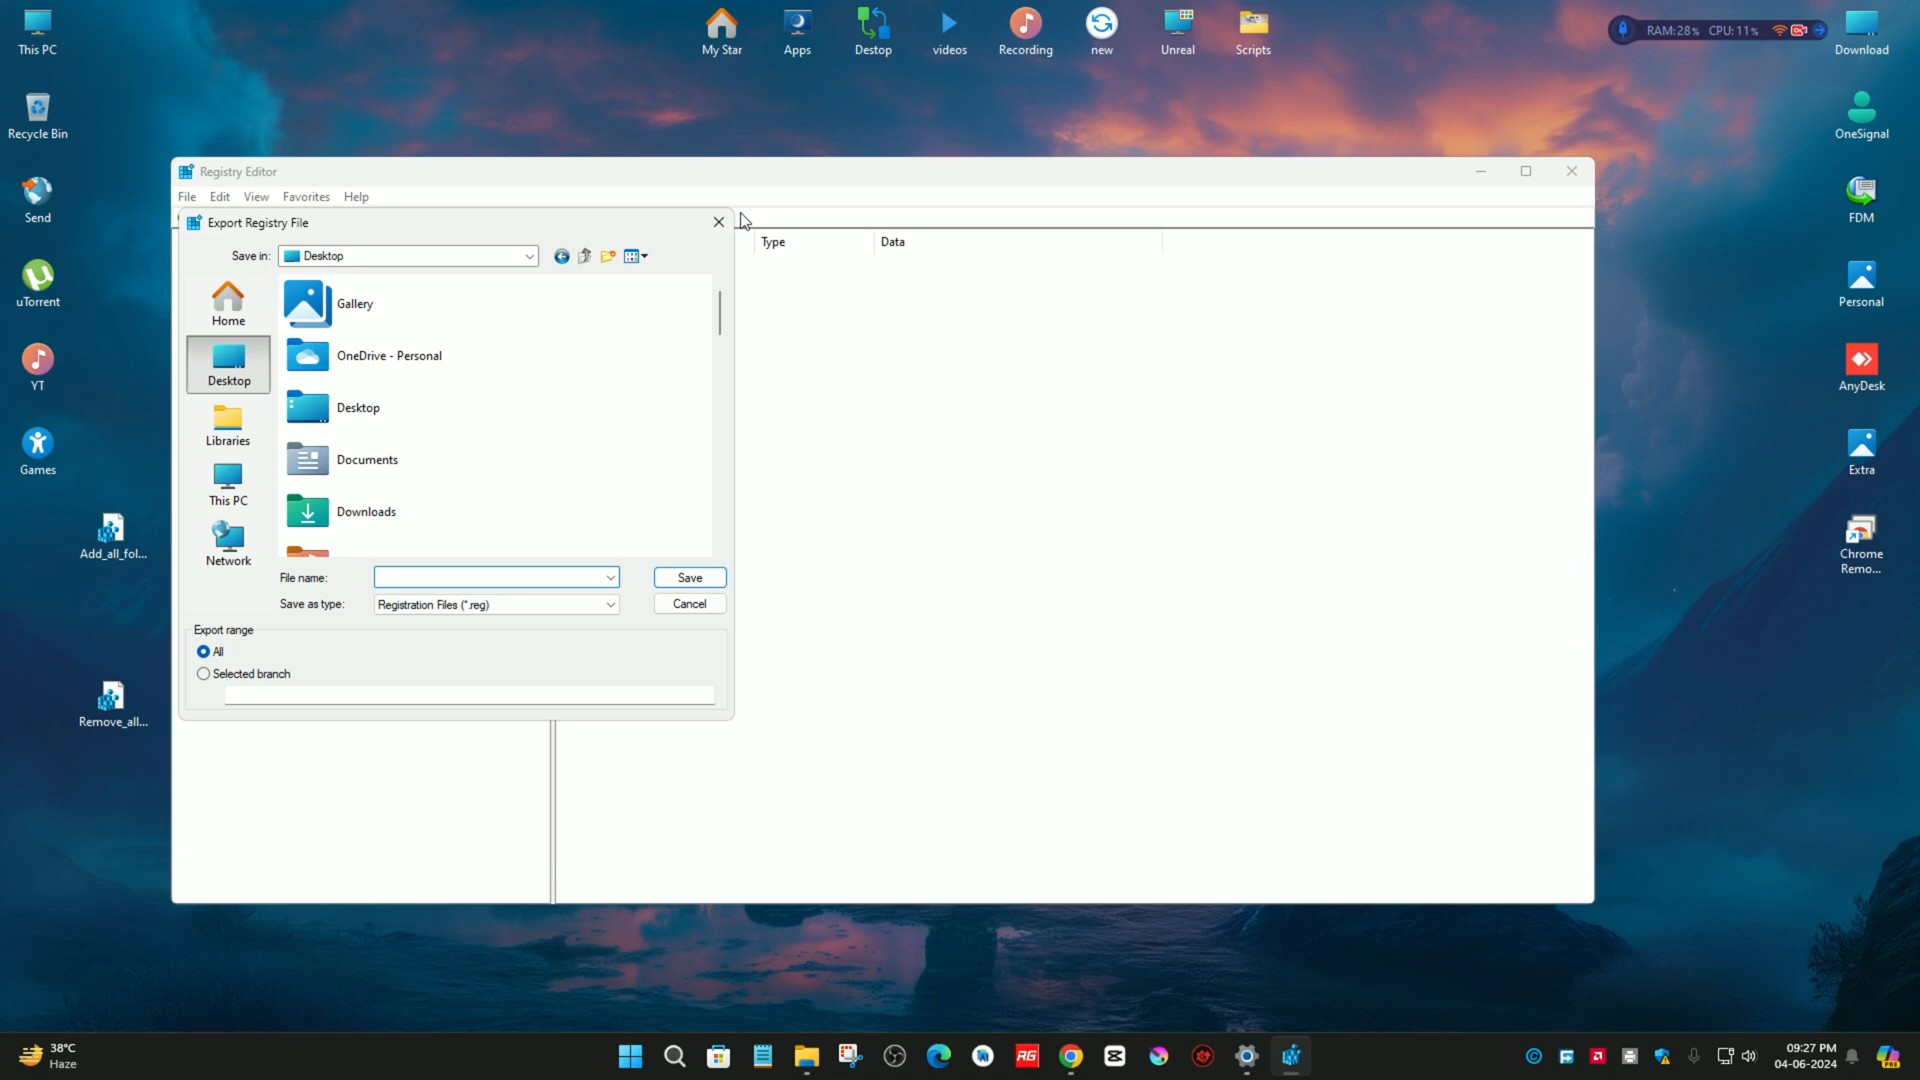 This PC
My Star
Apps
Destop
videos
Recording
new
Unreal
Scripts
RAM:28% CPU: 11%
Download
Recycle Bin
OneSignal
Registry Editor
File Edit View Favorites Help
Send
Export Registry File
FDM
Type
Data
Save in:
Desktop
Home
Gallery
uTorrent
OneDrive - Personal
Personal
Desktop
YT
Desktop
AnyDesk
Libraries
Documents
Games
Extra
This PC
Downloads
Add_all_fol...
Network
Chrome
Remo...
File name:
Save
Save as type:
Registration Files (*.reg)
Cancel
Export range
All
Selected branch
Remove_all...
38°C
Haze
RG
09:27 PM
04-06-2024
PRE